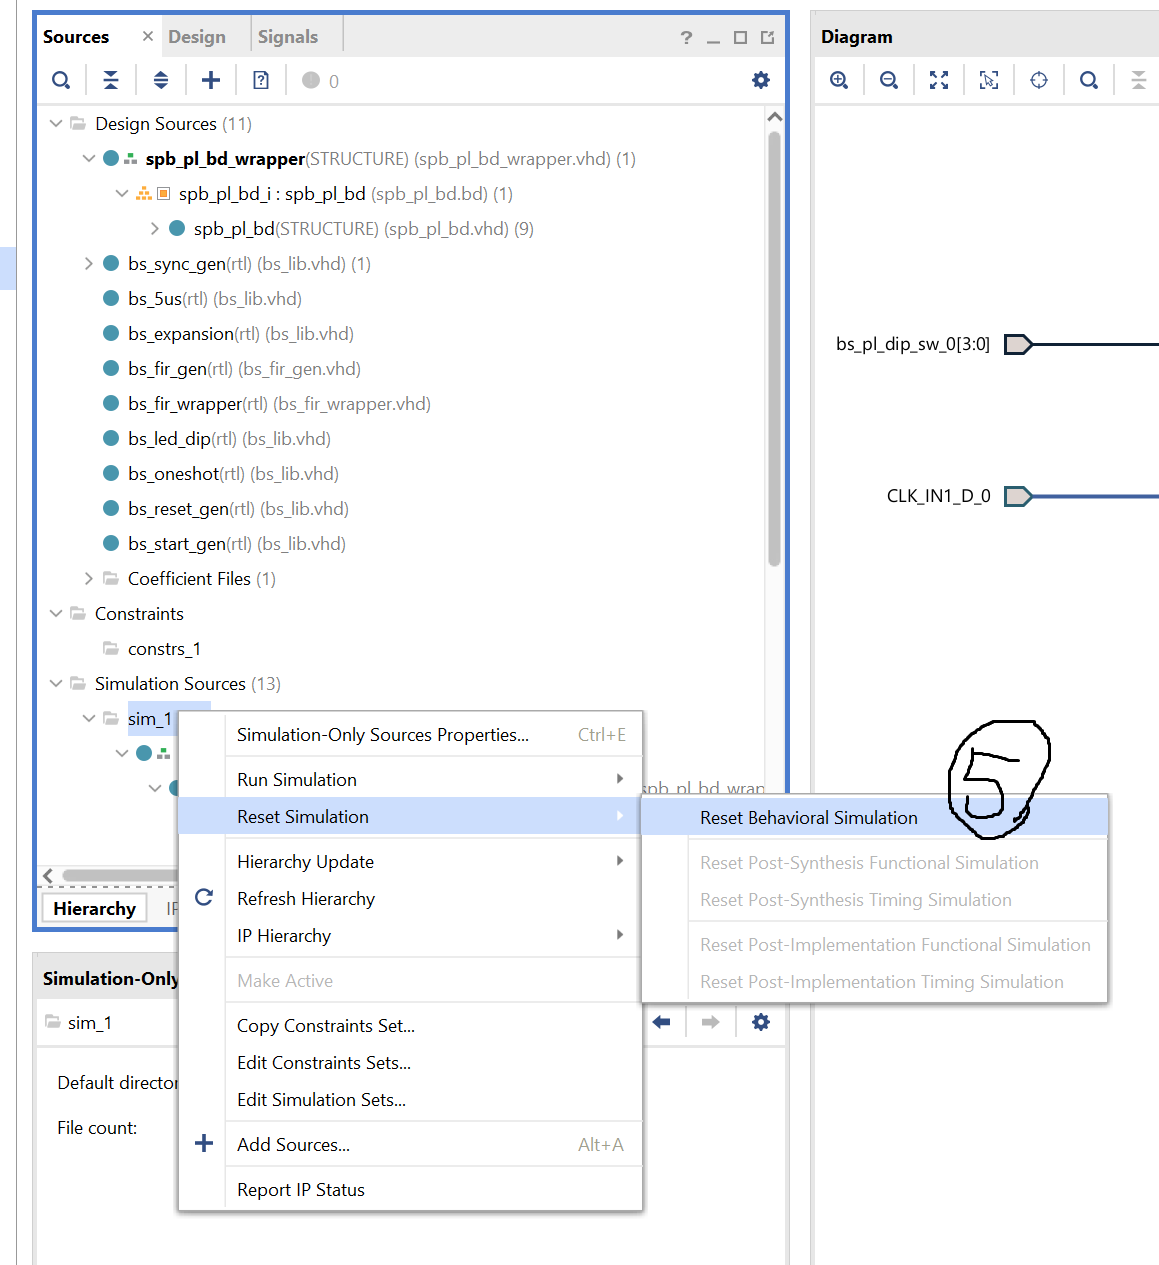 Sources × Design Signals ?
0
Design Sources (11)
spb_pl_bd_wrapper(STRUCTURE) (spb_pl_bd_wrapper.vhd) (1)
spb_pl_bd_i : spb_pl_bd (spb_pl_bd.bd) (1)
spb_pl_bd(STRUCTURE) (spb_pl_bd.vhd) (9)
bs_sync_gen(rtl) (bs_lib.vhd) (1)
bs_5us(rtl) (bs_lib.vhd)
bs_expansion(rtl) (bs_lib.vhd)
bs_fir_gen(rtl) (bs_fir_gen.vhd)
bs_fir_wrapper(rtl) (bs_fir_wrapper.vhd)
bs_led_dip(rtl) (bs_lib.vhd)
bs_oneshot(rtl) (bs_lib.vhd)
bs_reset_gen(rtl) (bs_lib.vhd)
bs_start_gen(rtl) (bs_lib.vhd)
Coefficient Files (1)
Constraints
constrs_1
Simulation Sources (13)
sim_1
spb_pl_bd_wrap
Hierarchy IP
Simulation-Only
sim_1
Default director
File count:
Simulation-Only Sources Properties... Ctrl+E
Run Simulation
Reset Simulation
Hierarchy Update
Refresh Hierarchy
IP Hierarchy
Make Active
Copy Constraints Set...
Edit Constraints Sets...
Edit Simulation Sets...
Add Sources... Alt+A
Report IP Status
Reset Behavioral Simulation
Reset Post-Synthesis Functional Simulation
Reset Post-Synthesis Timing Simulation
Reset Post-Implementation Functional Simulation
Reset Post-Implementation Timing Simulation
5
Diagram
bs_pl_dip_sw_0[3:0]
CLK_IN1_D_0